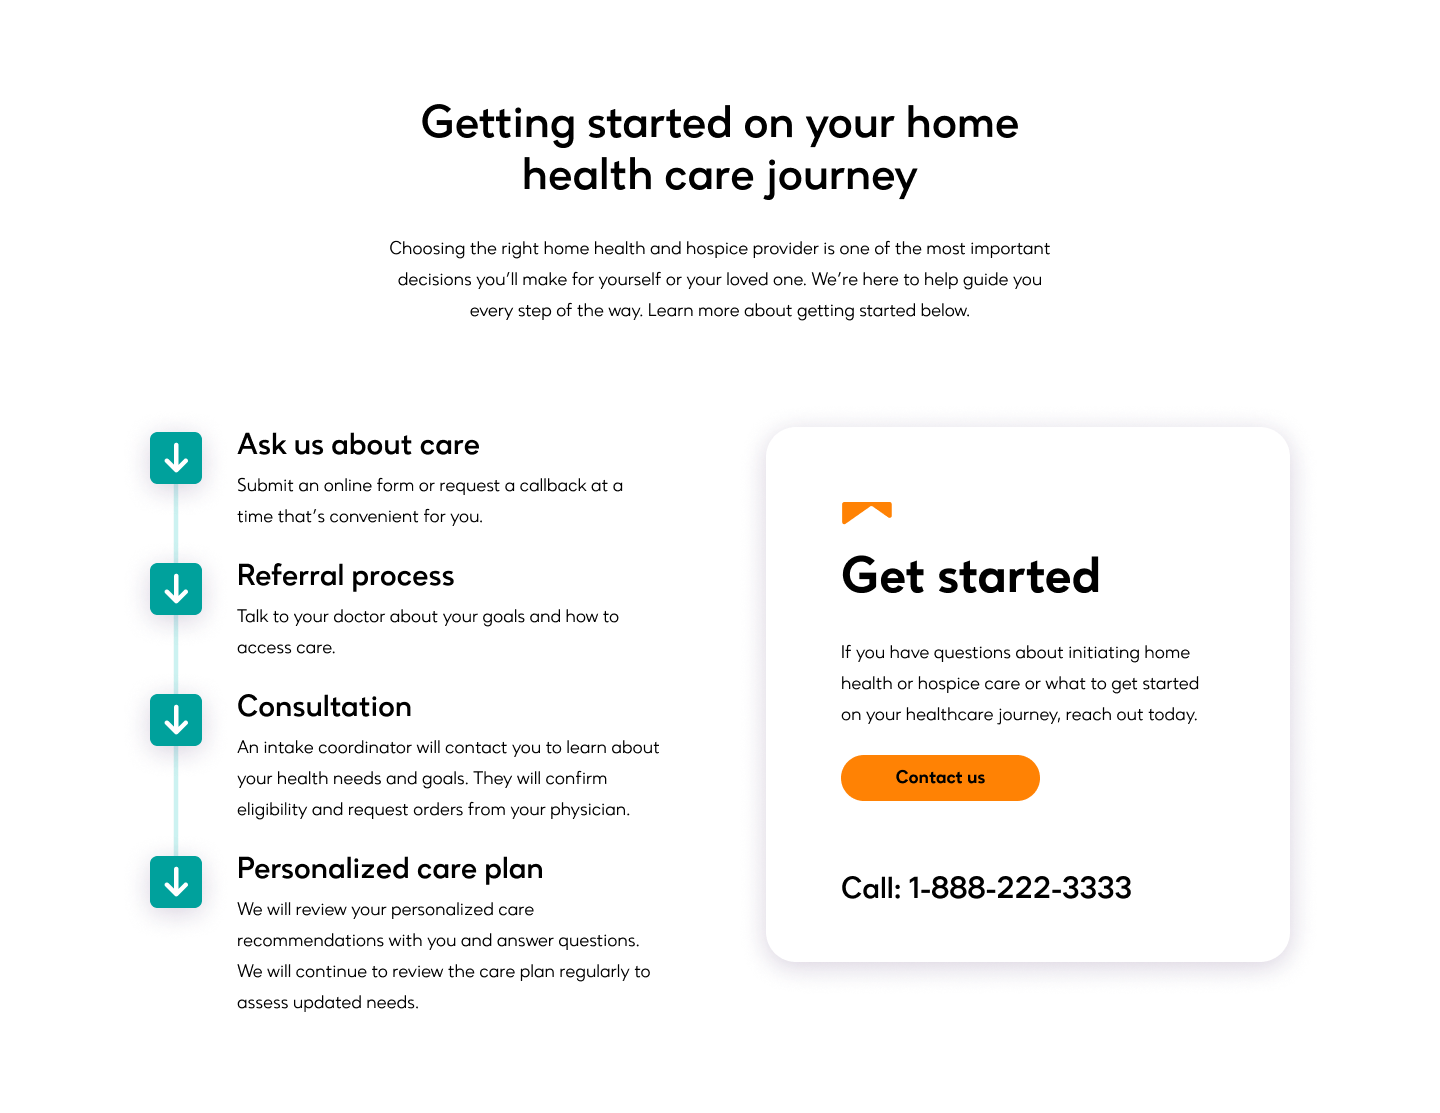 Getting started on your home
health care journey
Choosing the right home health and hospice provider is one of the most important
decisions you’ll make for yourself or your loved one. We’re here to help guide you
every step of the way. Learn more about getting started below.
Ask us about care
Submit an online form or request a callback at a
time that’s convenient for you.
Referral process
Talk to your doctor about your goals and how to
access care.
Consultation
An intake coordinator will contact you to learn about
your health needs and goals. They will confirm
eligibility and request orders from your physician.
Personalized care plan
We will review your personalized care
recommendations with you and answer questions.
We will continue to review the care plan regularly to
assess updated needs.
Get started
If you have questions about initiating home
health or hospice care or what to get started
on your healthcare journey, reach out today.
Contact us
Call: 1-888-222-3333